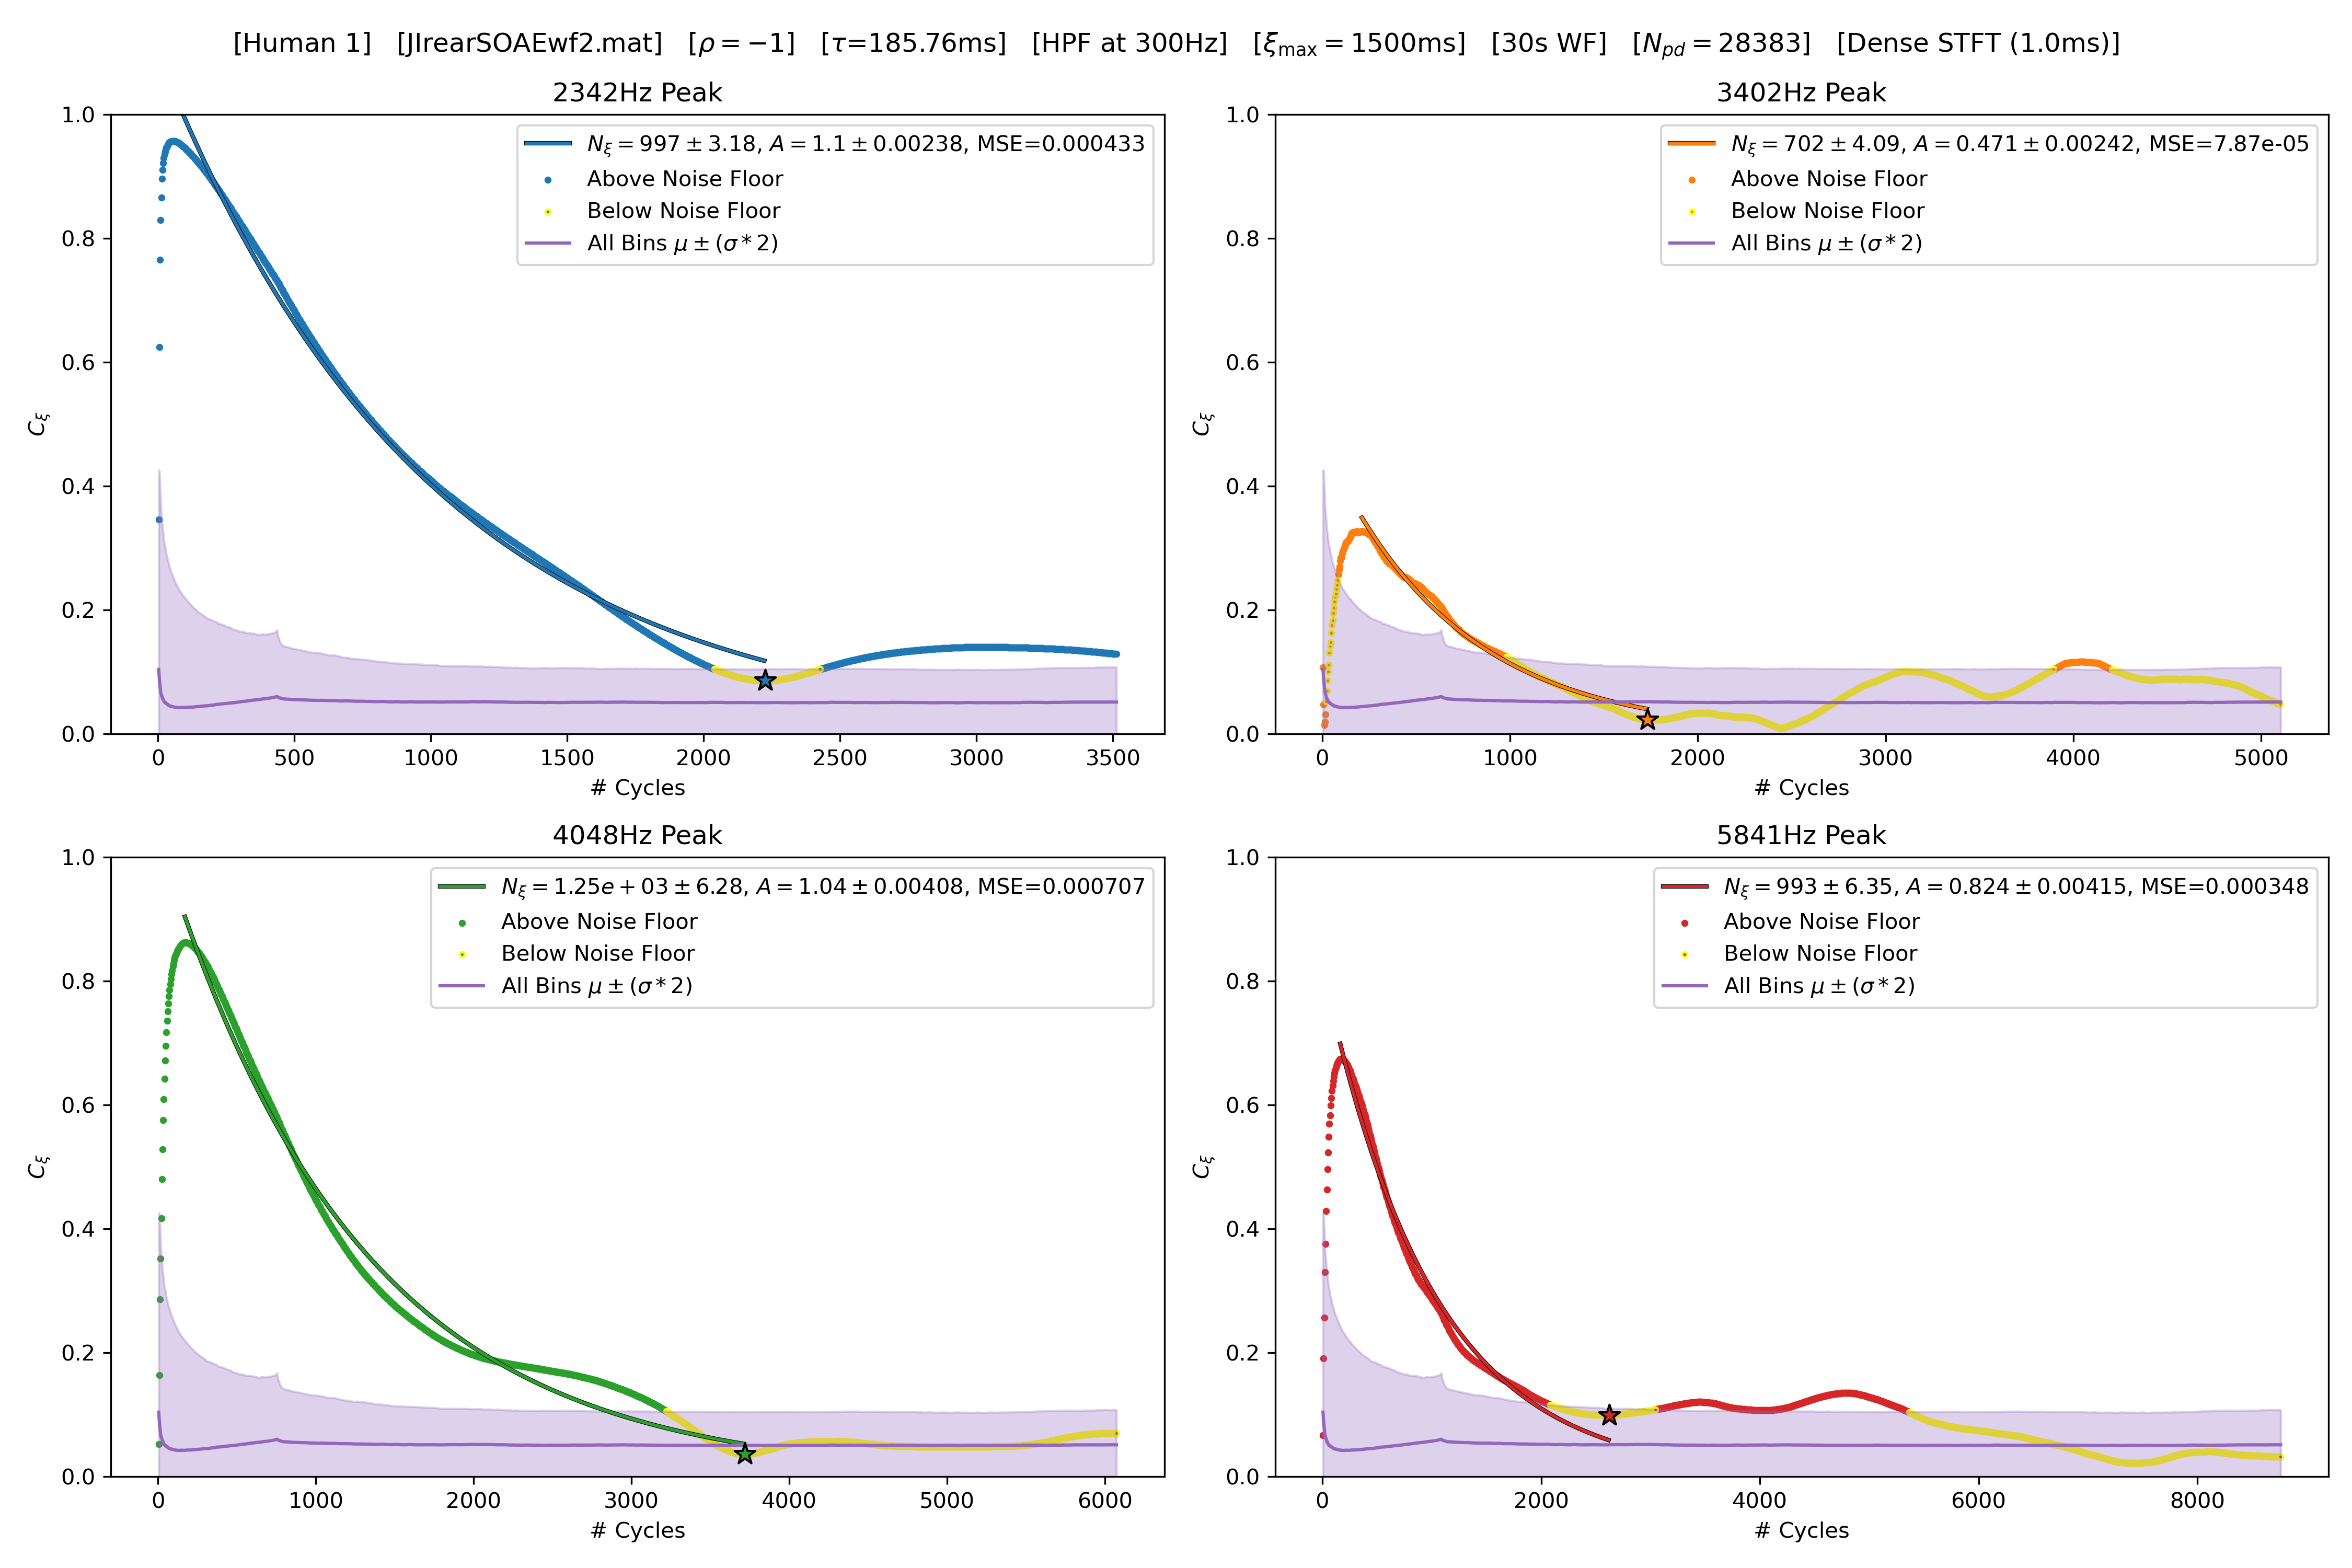 [Human 1] [JIrearSOAEwf2.mat] [ρ = −1] [τ=185.76ms] [HPF at 300Hz] [ξmax = 1500ms] [30s WF] [Npd = 28383] [Dense STFT (1.0ms)]
2342Hz Peak
Nξ = 997 ± 3.18, A = 1.1 ± 0.00238, MSE=0.000433
Above Noise Floor
Below Noise Floor
All Bins μ ± (σ * 2)
1.0
0.8
0.6
0.4
0.2
0.0
Cξ
0 500 1000 1500 2000 2500 3000 3500
# Cycles
3402Hz Peak
Nξ = 702 ± 4.09, A = 0.471 ± 0.00242, MSE=7.87e-05
Above Noise Floor
Below Noise Floor
All Bins μ ± (σ * 2)
1.0
0.8
0.6
0.4
0.2
0.0
Cξ
0 1000 2000 3000 4000 5000
# Cycles
4048Hz Peak
Nξ = 1.25e + 03 ± 6.28, A = 1.04 ± 0.00408, MSE=0.000707
Above Noise Floor
Below Noise Floor
All Bins μ ± (σ * 2)
1.0
0.8
0.6
0.4
0.2
0.0
Cξ
0 1000 2000 3000 4000 5000 6000
# Cycles
5841Hz Peak
Nξ = 993 ± 6.35, A = 0.824 ± 0.00415, MSE=0.000348
Above Noise Floor
Below Noise Floor
All Bins μ ± (σ * 2)
1.0
0.8
0.6
0.4
0.2
0.0
Cξ
0 2000 4000 6000 8000
# Cycles